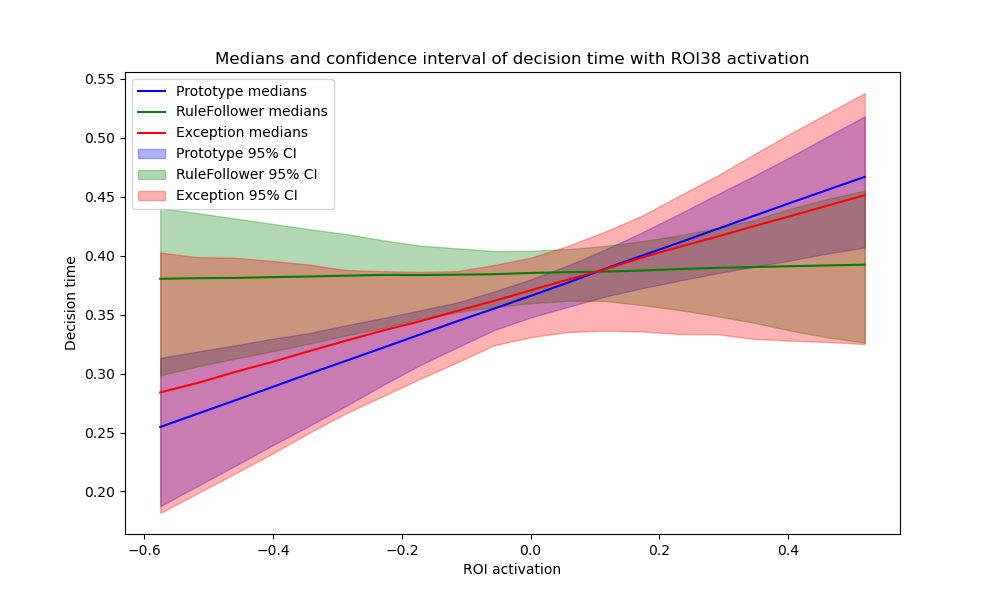 Medians and confidence interval of decision time with ROI38 activation
Prototype medians
RuleFollower medians
Exception medians
Prototype 95% CI
RuleFollower 95% CI
Exception 95% CI
Decision time
0.55
0.50
0.45
0.40
0.35
0.30
0.25
0.20
−0.6
−0.4
−0.2
0.0
0.2
0.4
ROI activation